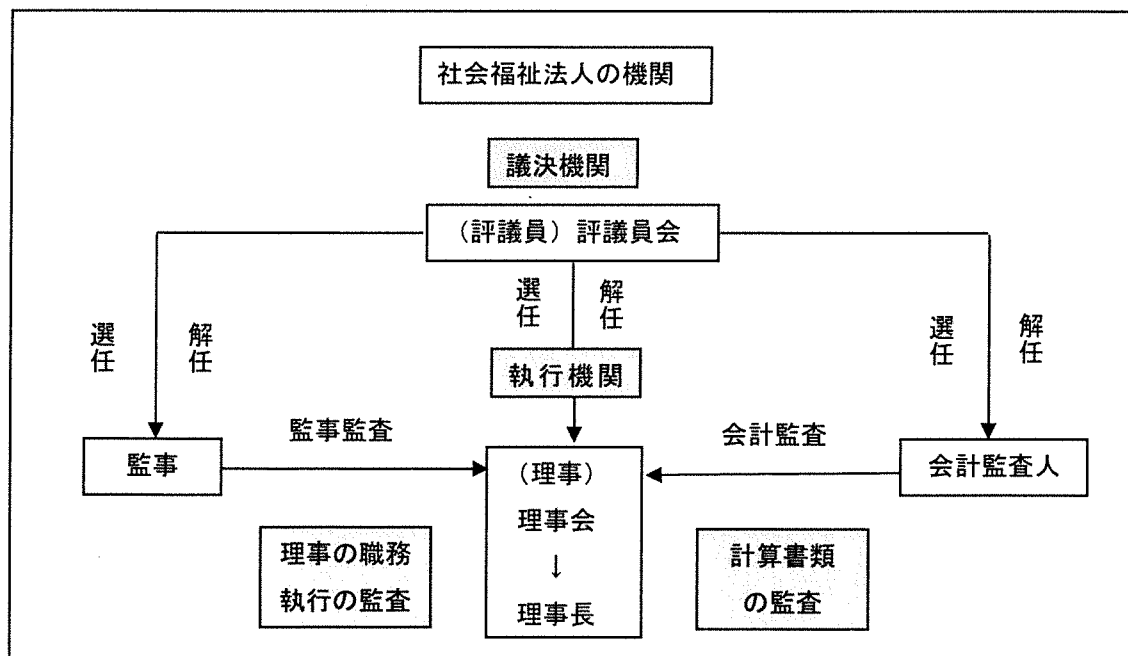 社会福祉法人の機関
議決機関
(評議員)評議員会
選任
解任
選任
解任
選任
解任
執行機関
監事監査
会計監査
監事
会計監査人
(理事)
理事会
↓
理事長
理事の職務
執行の監査
計算書類
の監査